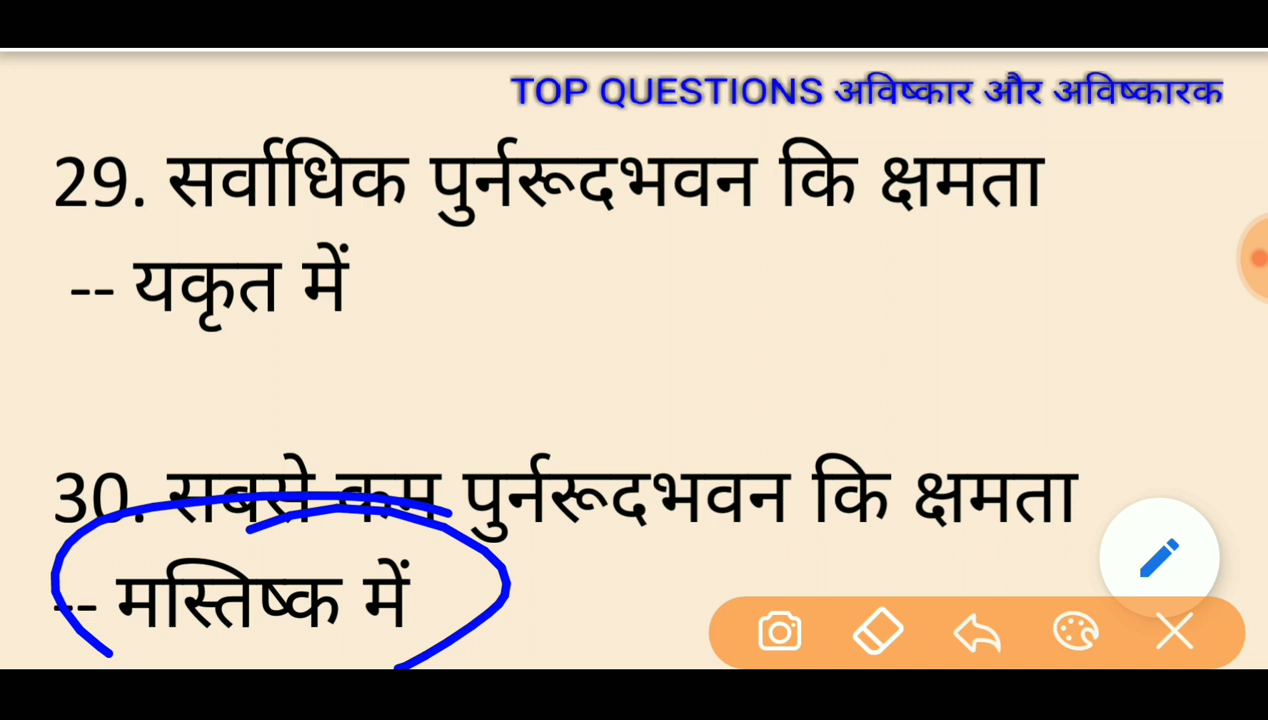 TOP QUESTIONS अविष्कार और अविष्कारक
29. सर्वाधिक पुर्नरूदभवन कि क्षमता
-- यकृत में
30. सबसे कम पुर्नरूदभवन कि क्षमता
-- मस्तिष्क में